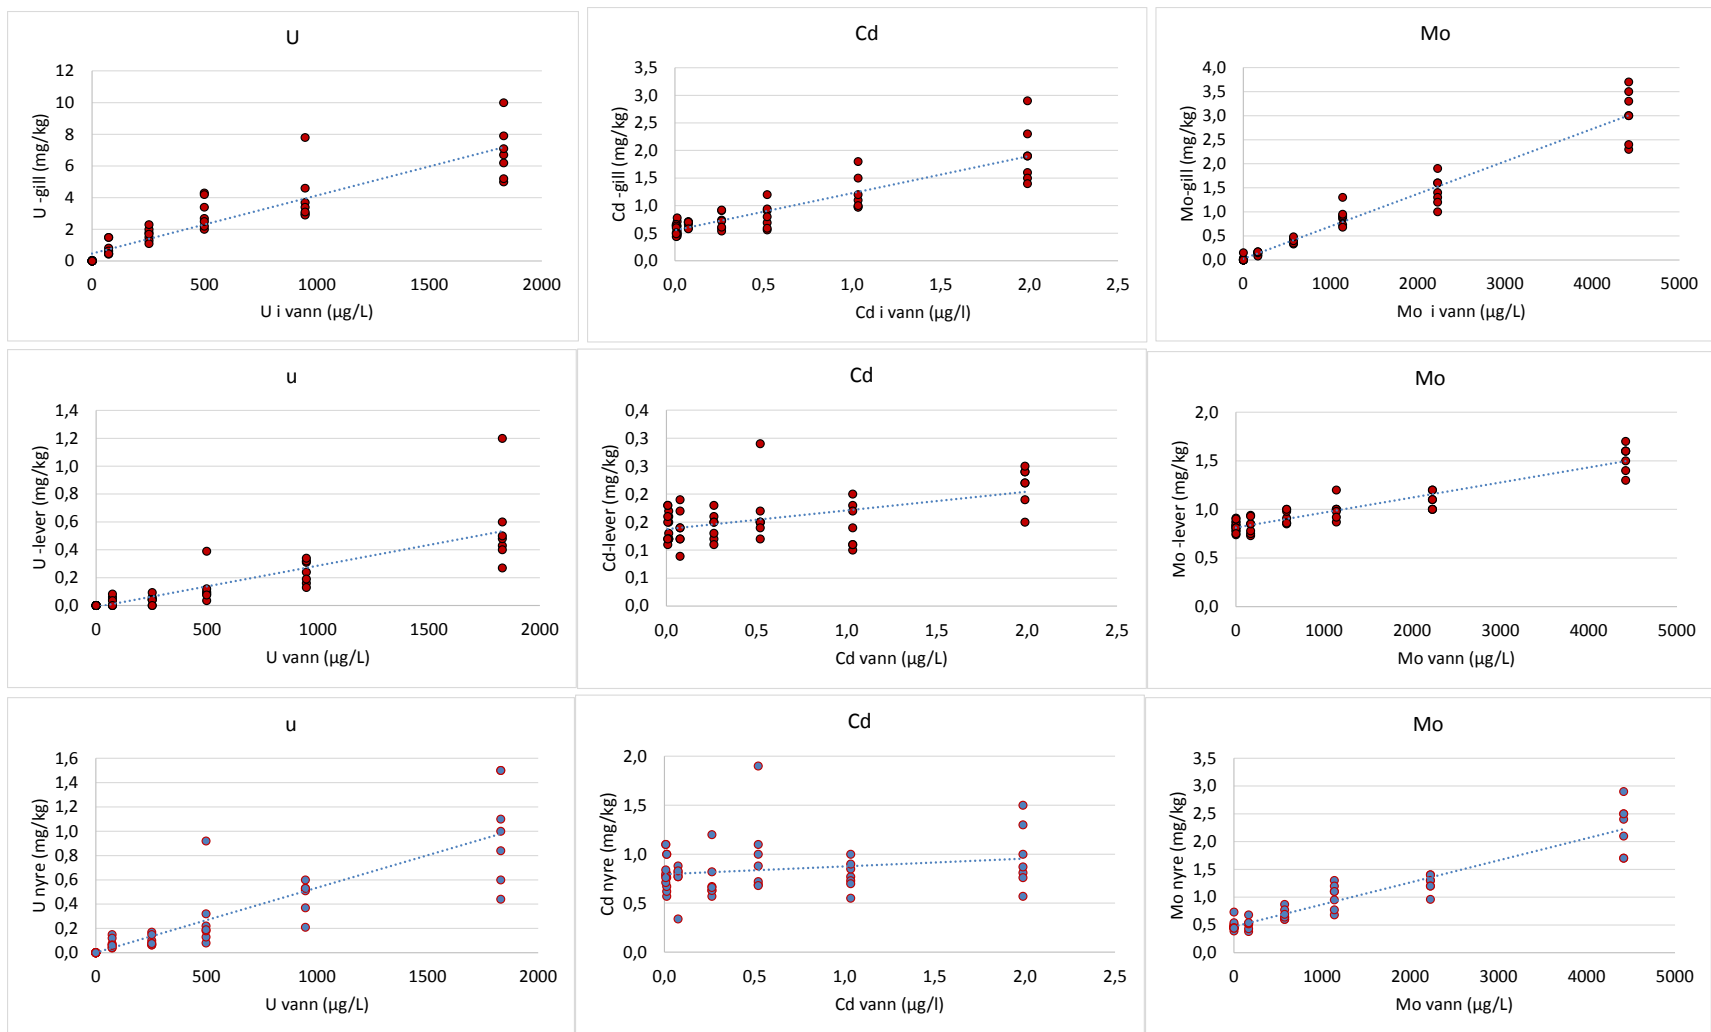 U
U -gill (mg/kg)
12
10
8
6
4
2
0
0 500 1000 1500 2000
U i vann (µg/L)
Cd
Cd -gill (mg/kg)
3,5
3,0
2,5
2,0
1,5
1,0
0,5
0,0
0,0 0,5 1,0 1,5 2,0 2,5
Cd i vann (µg/l)
Mo
Mo-gill (mg/kg)
4,0
3,5
3,0
2,5
2,0
1,5
1,0
0,5
0,0
0 1000 2000 3000 4000 5000
Mo i vann (µg/L)
u
U -lever (mg/kg)
1,4
1,2
1,0
0,8
0,6
0,4
0,2
0,0
0 500 1000 1500 2000
U vann (µg/L)
Cd
Cd-lever (mg/kg)
0,4
0,3
0,3
0,2
0,2
0,1
0,1
0,0
0,0 0,5 1,0 1,5 2,0 2,5
Cd vann (µg/L)
Mo
Mo -lever (mg/kg)
2,0
1,5
1,0
0,5
0,0
0 1000 2000 3000 4000 5000
Mo vann (µg/L)
u
U nyre (mg/kg)
1,6
1,4
1,2
1,0
0,8
0,6
0,4
0,2
0,0
0 500 1000 1500 2000
U vann (µg/L)
Cd
Cd nyre (mg/kg)
2,0
1,5
1,0
0,5
0,0
0,0 0,5 1,0 1,5 2,0 2,5
Cd vann (µg/l)
Mo
Mo nyre (mg/kg)
3,5
3,0
2,5
2,0
1,5
1,0
0,5
0,0
0 1000 2000 3000 4000 5000
Mo vann (µg/L)